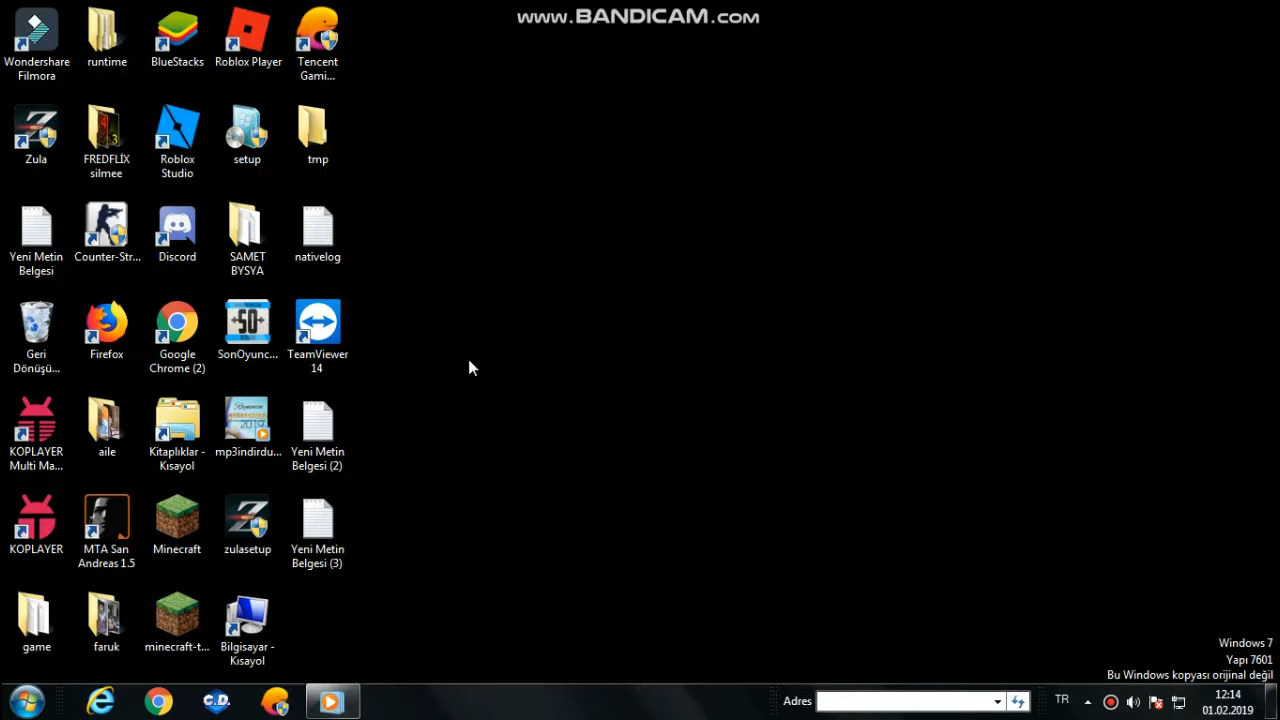 www.BANDICAM.com
Wondershare
Filmora
runtime
BlueStacks
Roblox Player
Tencent
Gami...
Zula
FREDFLİX
silmee
Roblox
Studio
setup
tmp
Yeni Metin
Belgesi
Counter-Str...
Discord
SAMET
BYSYA
nativelog
Geri
Dönüşü...
Firefox
Google
Chrome (2)
SonOyunc...
TeamViewer
14
KOPLAYER
Multi Ma...
aile
Kitaplıklar -
Kısayol
mp3indirdu...
Yeni Metin
Belgesi (2)
KOPLAYER
MTA San
Andreas 1.5
Minecraft
zulasetup
Yeni Metin
Belgesi (3)
game
faruk
minecraft-t...
Bilgisayar -
Kısayol
Windows 7
Yapı 7601
Bu Windows kopyası orijinal değil
Adres
TR
12:14
01.02.2019